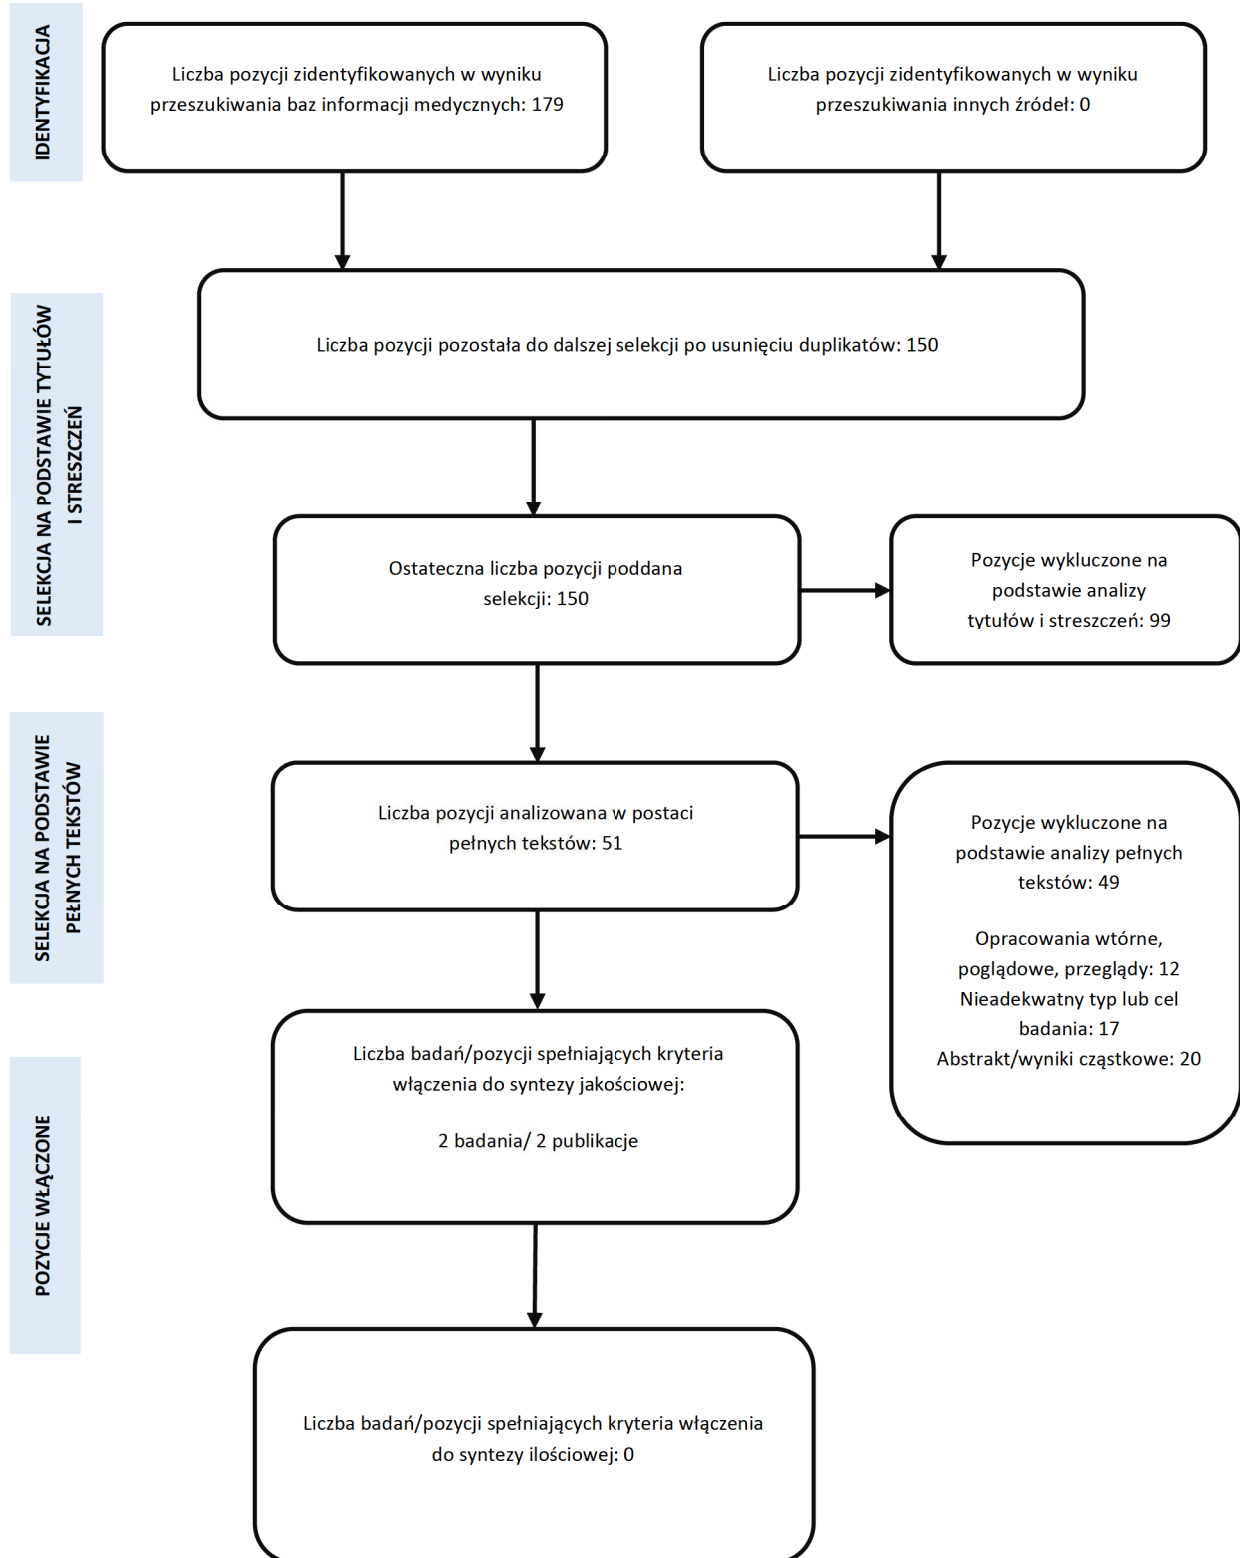 IDENTYFIKACJA
Liczba pozycji zidentyfikowanych w wyniku
przeszukiwania baz informacji medycznych: 179
Liczba pozycji zidentyfikowanych w wyniku
przeszukiwania innych źródeł: 0
SELEKCJA NA PODSTAWIE TYTUŁÓW
I STRESZCZEŃ
Liczba pozycji pozostała do dalszej selekcji po usunięciu duplikatów: 150
Ostateczna liczba pozycji poddana
selekcji: 150
Pozycje wykluczone na
podstawie analizy
tytułów i streszczeń: 99
SELEKCJA NA PODSTAWIE
PEŁNYCH TEKSTÓW
Liczba pozycji analizowana w postaci
pełnych tekstów: 51
Pozycje wykluczone na
podstawie analizy pełnych
tekstów: 49
Opracowania wtórne,
poglądowe, przeglądy: 12
Nieadekwatny typ lub cel
badania: 17
Abstrakt/wyniki cząstkowe: 20
POZYCJE WŁĄCZONE
Liczba badań/pozycji spełniających kryteria
włączenia do syntezy jakościowej:
2 badania/ 2 publikacje
Liczba badań/pozycji spełniających kryteria włączenia
do syntezy ilościowej: 0